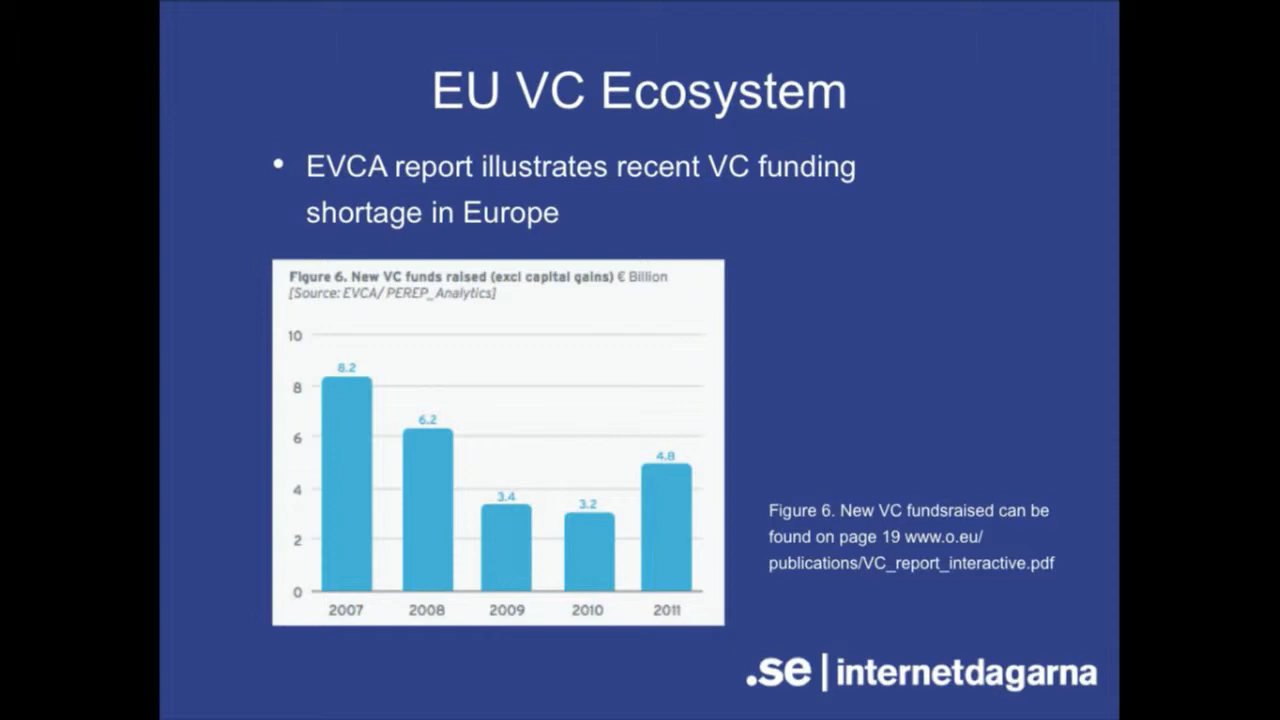 EU VC Ecosystem
• EVCA report illustrates recent VC funding
shortage in Europe
Figure 6. New VC funds raised (excl capital gains) € Billion
[Source: EVCA/ PEREP_Analytics]
10
8
6
4
2
0
8.2
6.2
3.4
3.2
4.8
2007 2008 2009 2010 2011
Figure 6. New VC fundsraised can be
found on page 19 www.o.eu/
publications/VC_report_interactive.pdf
.se | internetdagarna